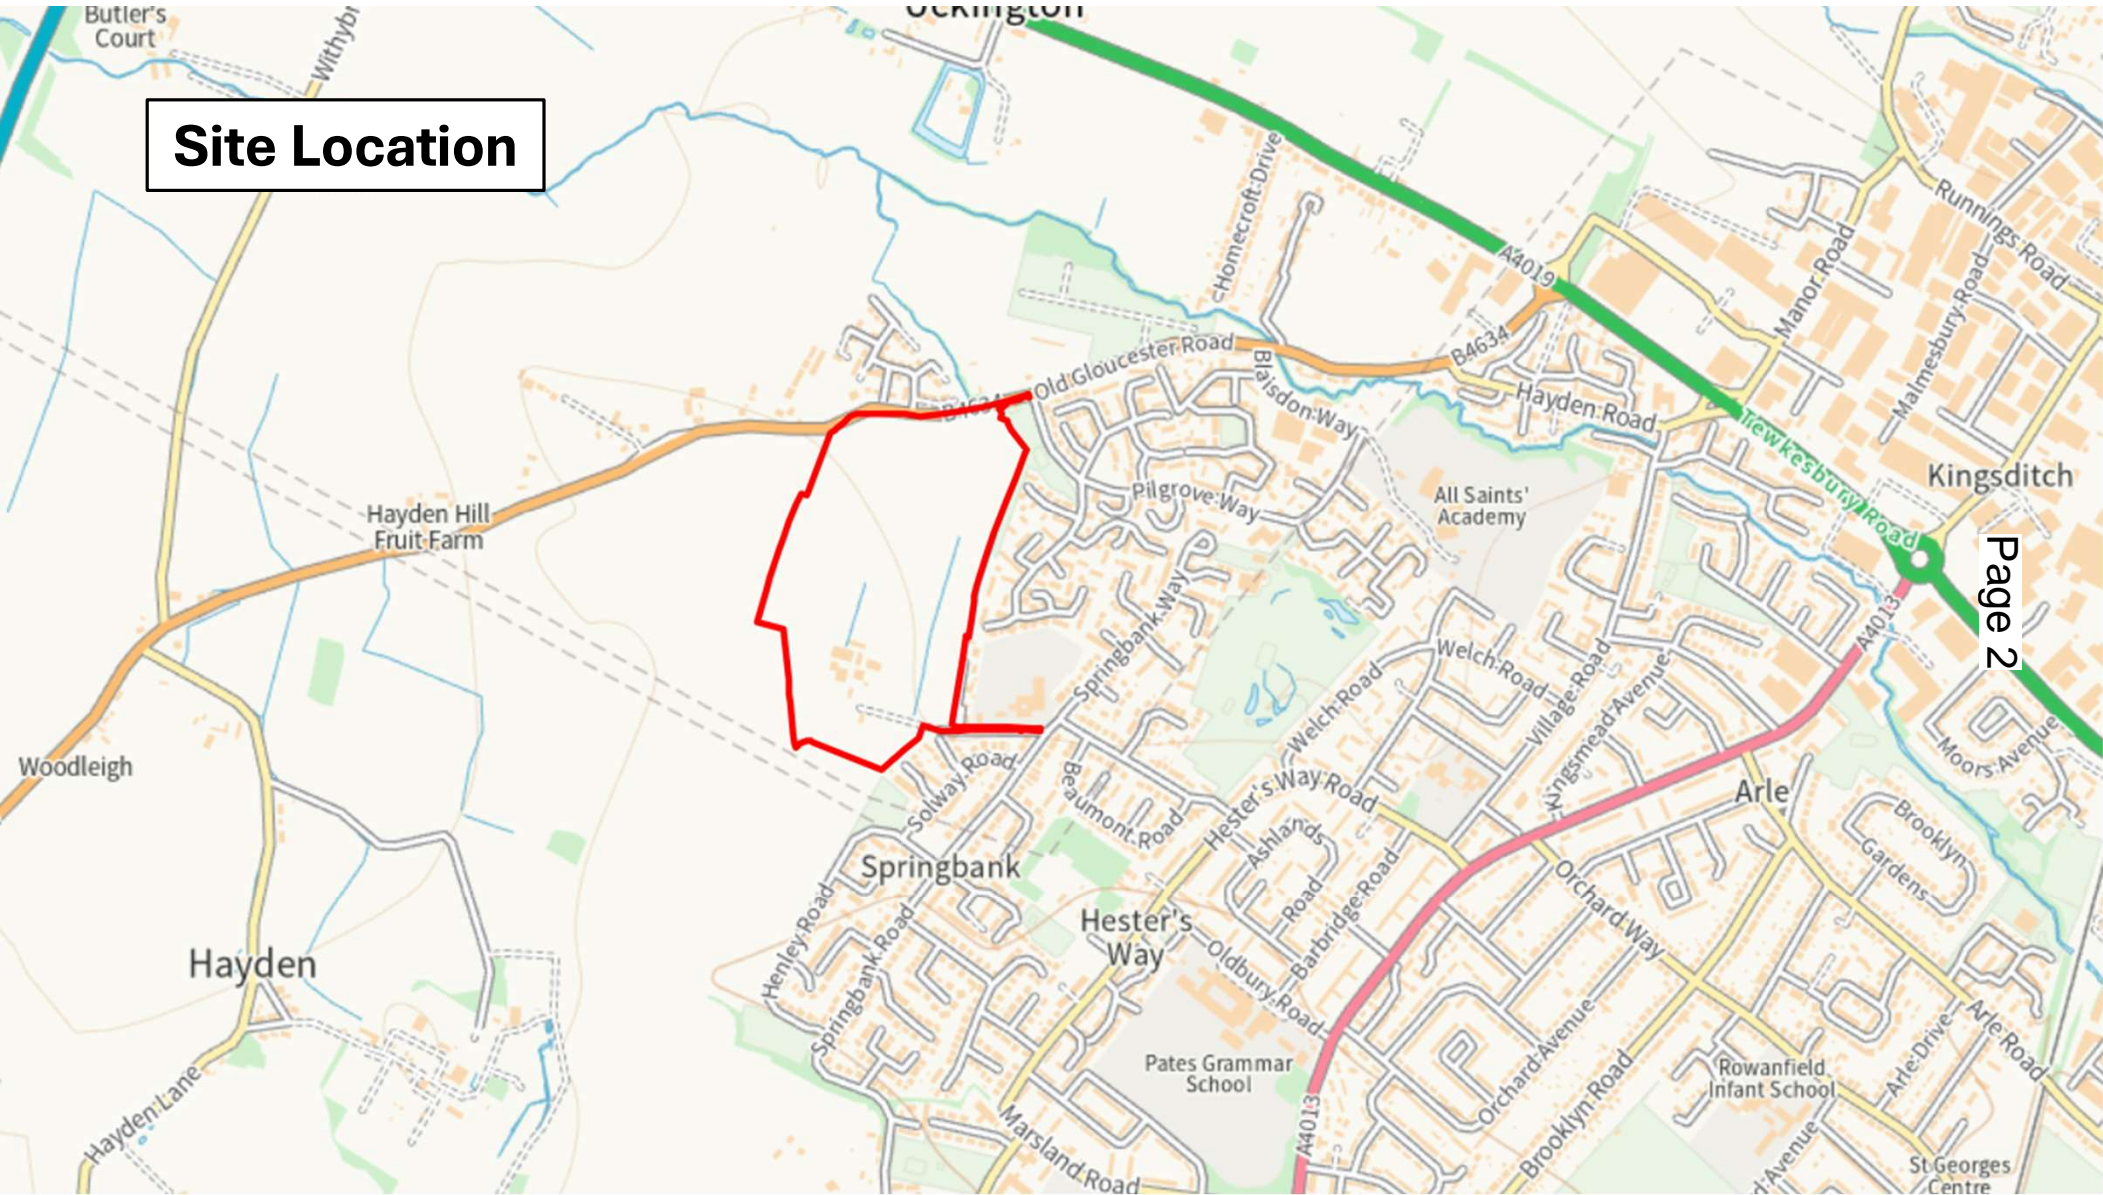 Butler's
Court
Withybr
Uckington
Site Location
Homecroft Drive
A4019
Runnings Road
Manor Road
Malmesbury Road
B4634
Old Gloucester Road
B4634
Blaisdon Way
Hayden Road
Tewkesbury Road
Kingsditch
Hayden Hill
Fruit Farm
Pilgrove Way
All Saints'
Academy
Page 2
A4013
Springbank Way
Welch Road
Welch Road
Village Road
Kingsmead Avenue
Moors Avenue
Woodleigh
Solway Road
Beaumont Road
Hester's Way Road
Arle
Ashlands
Road
Brooklyn
Gardens
Springbank
Barbridge Road
Orchard Way
Henley Road
Springbank Road
Hester's
Way
Oldbury Road
Hayden
Pates Grammar
School
Orchard Avenue
Brooklyn Road
Rowanfield
Infant School
Arle Drive
Arle Road
Hayden Lane
Marsland Road
A4013
d Avenue
St Georges
Centre